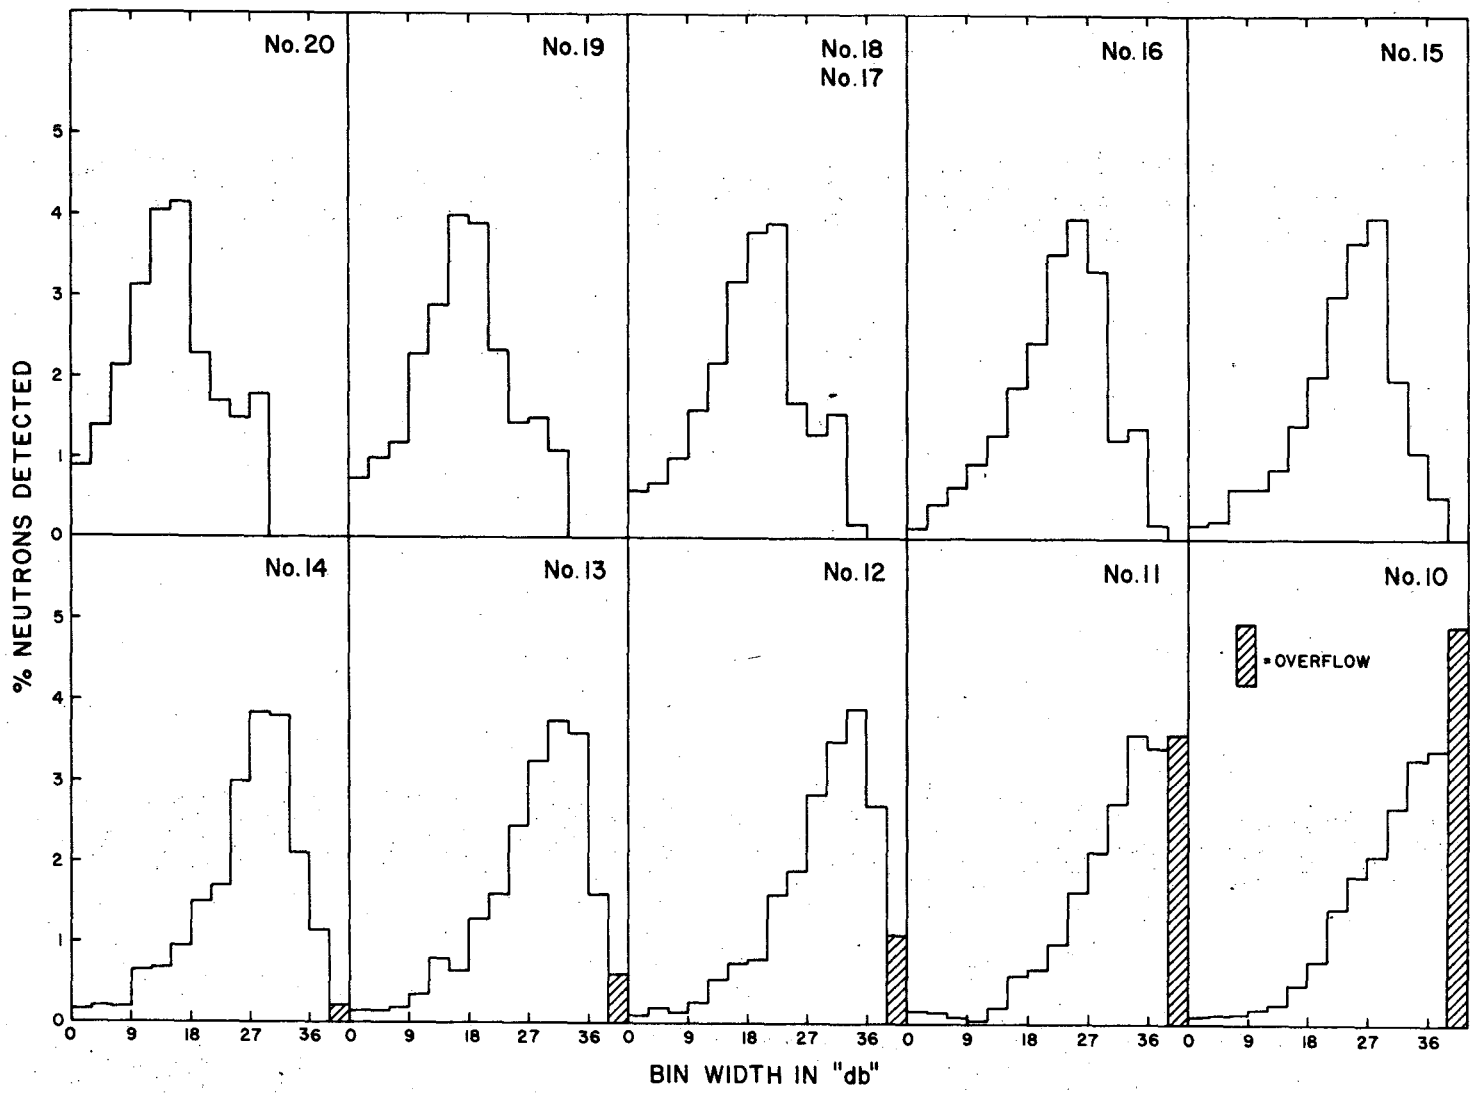 No.20
No.19
No.18
No.17
No.16
No.15
5
4
3
2
1
0
% NEUTRONS DETECTED
No.14
No.13
No.12
No.11
No.10
= OVERFLOW
5
4
3
2
1
0
0 9 18 27 36 0 9 18 27 36 0 9 18 27 36 0 9 18 27 36 0 9 18 27 36
BIN WIDTH IN "db"